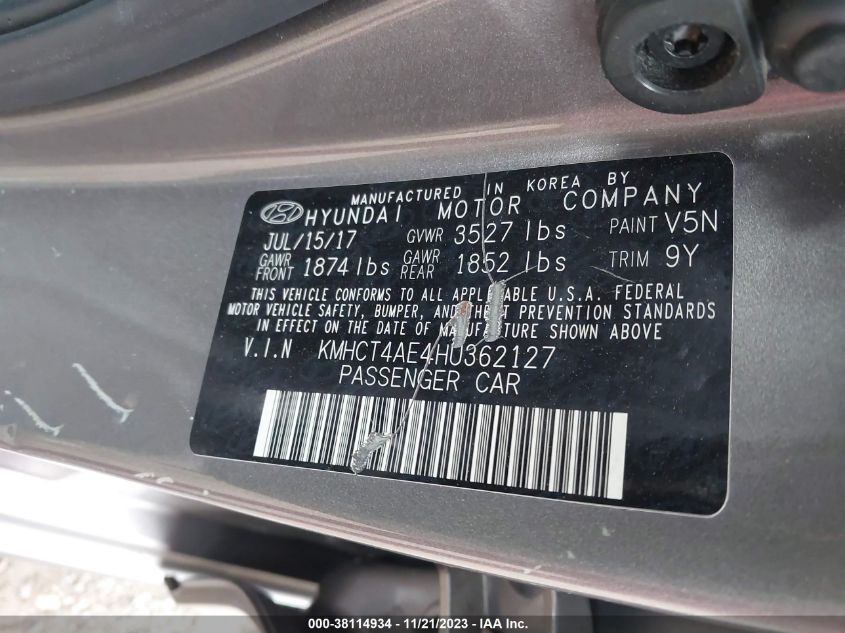 MANUFACTURED IN KOREA BY
HYUNDAI MOTOR COMPANY
JUL/15/17 GVWR 3527 lbs PAINT V5N
GAWR FRONT 1874 lbs GAWR REAR 1852 lbs TRIM 9Y
THIS VEHICLE CONFORMS TO ALL APPLICABLE U.S.A. FEDERAL
MOTOR VEHICLE SAFETY, BUMPER, AND THEFT PREVENTION STANDARDS
IN EFFECT ON THE DATE OF MANUFACTURE SHOWN ABOVE
V.I.N KMHCT4AE4HU362127
PASSENGER CAR
000-38114934 - 11/21/2023 - IAA Inc.